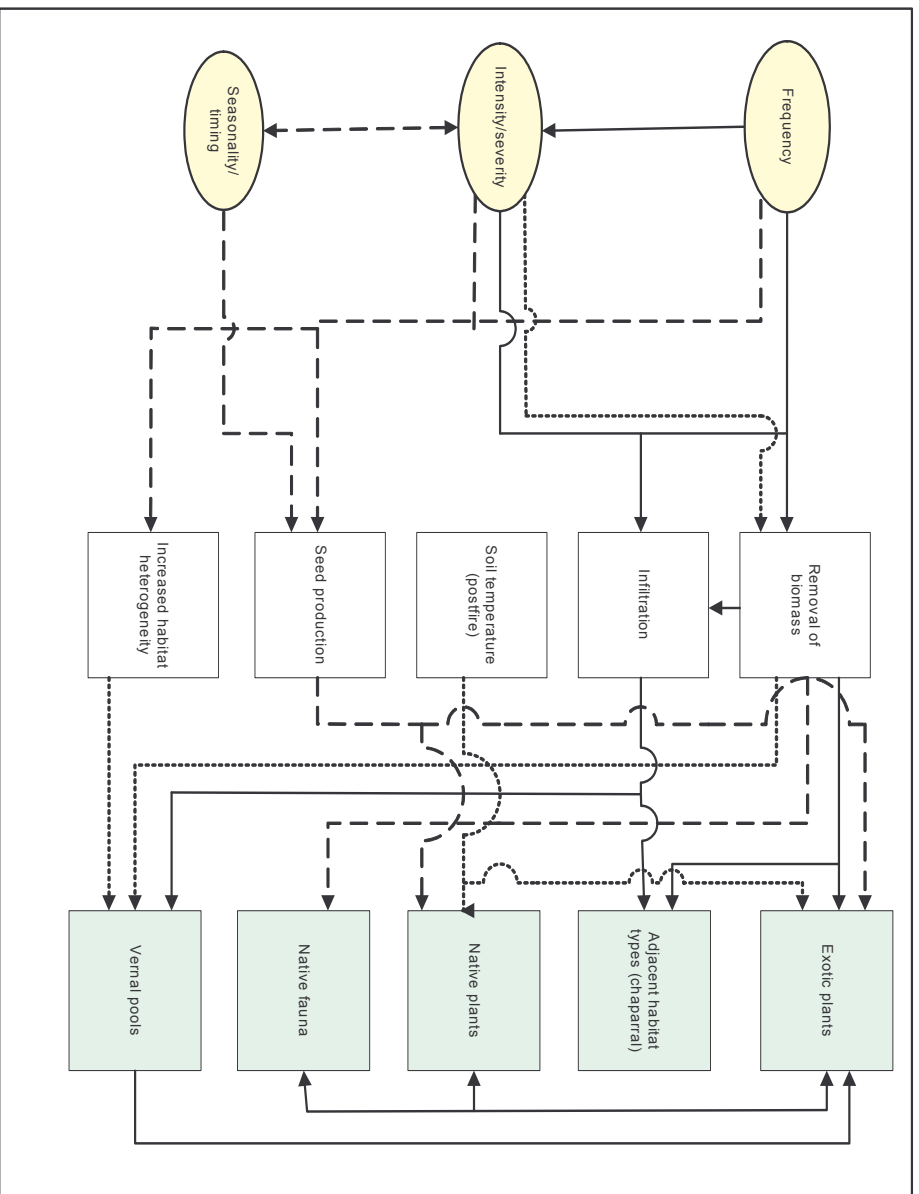 Frequency
Intensity/severity
Seasonality/
timing
Removal of
biomass
Infiltration
Soil temperature
(postfire)
Seed production
Increased habitat
heterogeneity
Exotic plants
Adjacent habitat
types (chaparral)
Native plants
Native fauna
Vernal pools